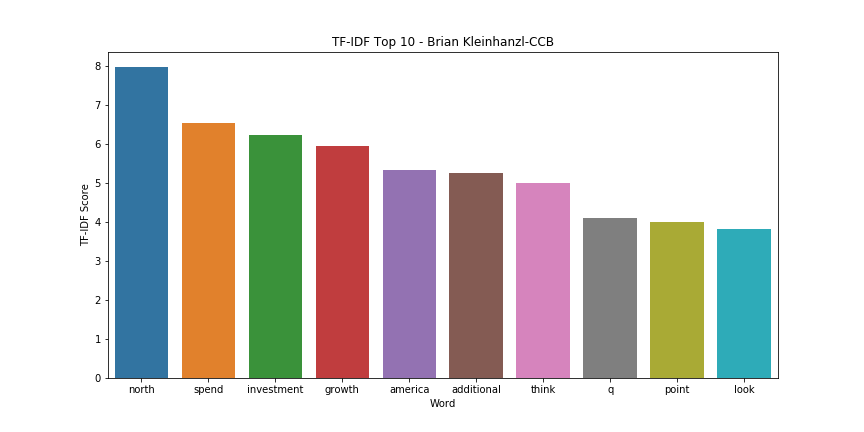 TF-IDF Top 10 - Brian Kleinhanzl-CCB
TF-IDF Score
8
7
6
5
4
3
2
1
0
north spend investment growth america additional think q point look
Word